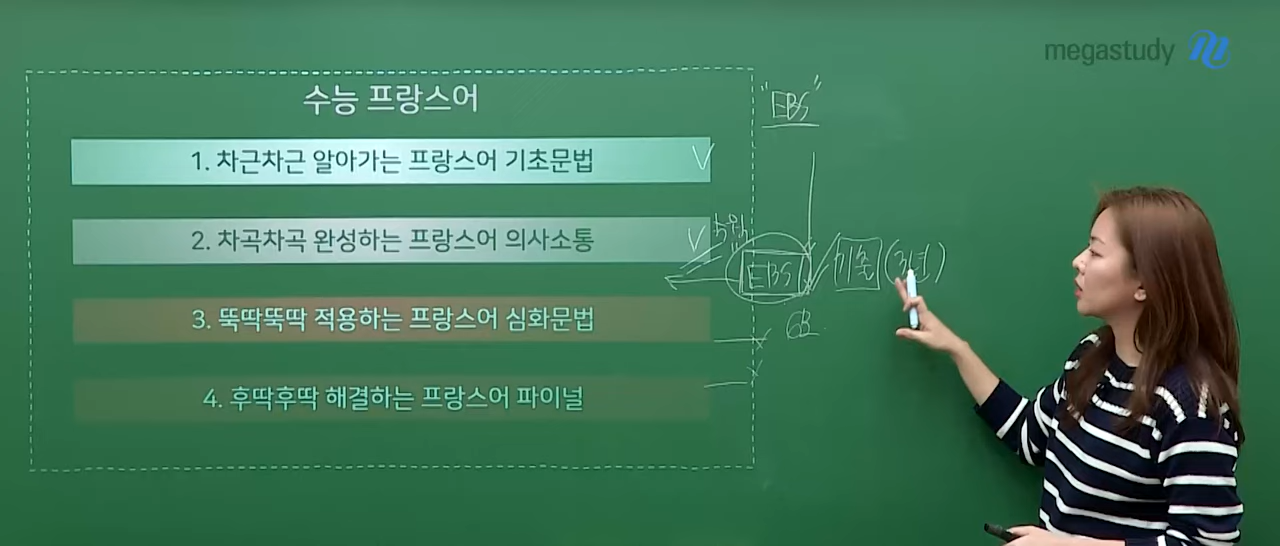 megastudy
"EBS"
수능 프랑스어
1. 차근차근 알아가는 프랑스어 기초문법
2. 차곡차곡 완성하는 프랑스어 의사소통
EBS 기출 (3년)
3. 뚝딱뚝딱 적용하는 프랑스어 심화문법
4. 후딱후딱 해결하는 프랑스어 파이널